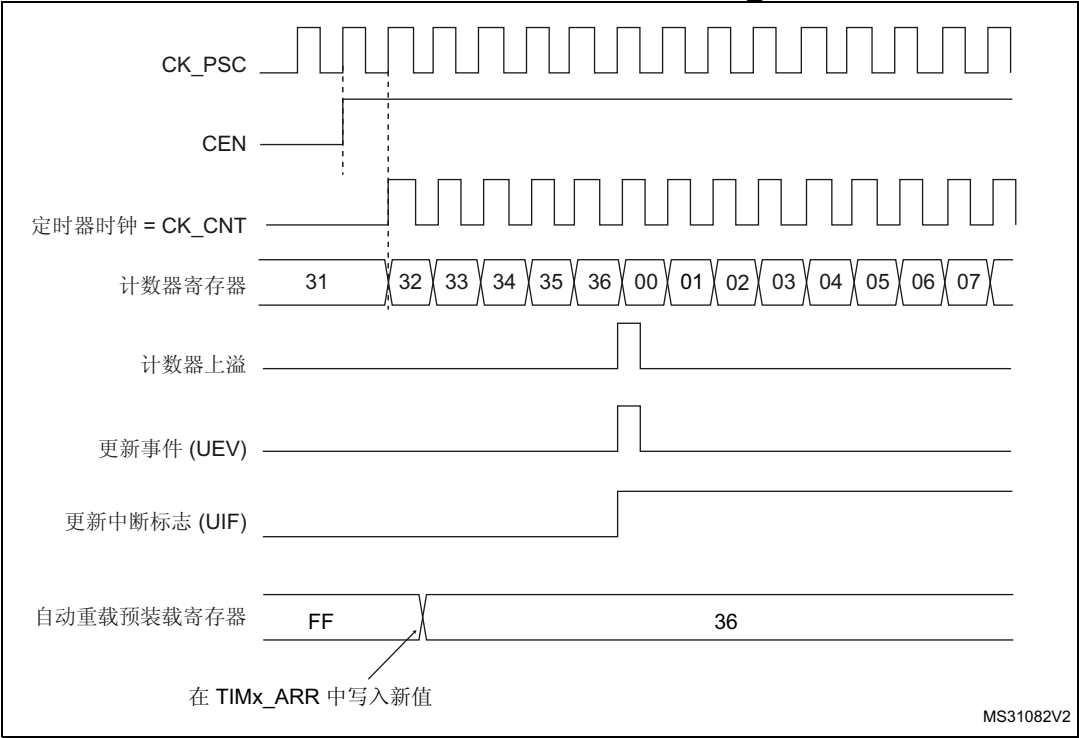 CK_PSC
CEN
定时器时钟 = CK_CNT
计数器寄存器 31 32 33 34 35 36 00 01 02 03 04 05 06 07
计数器上溢
更新事件 (UEV)
更新中断标志 (UIF)
自动重载预装载寄存器 FF 36
在 TIMx_ARR 中写入新值
MS31082V2